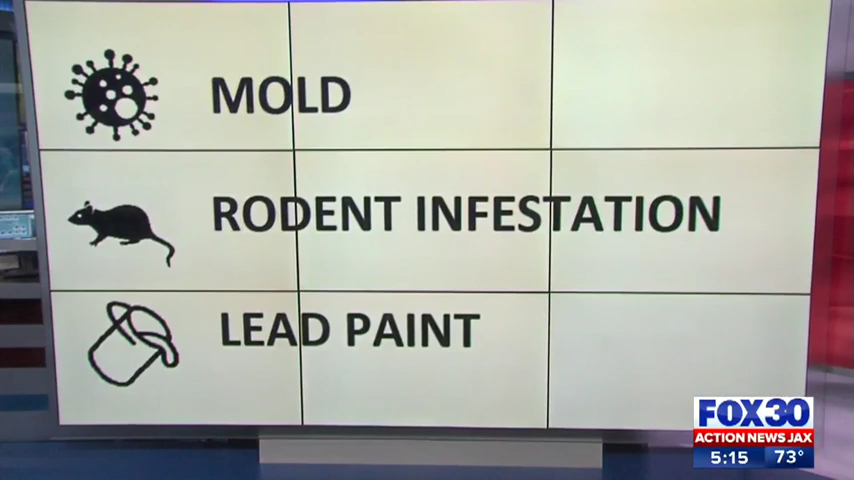 MOLD
RODENT INFESTATION
LEAD PAINT
FOX30
ACTION NEWS JAX
5:15 73°